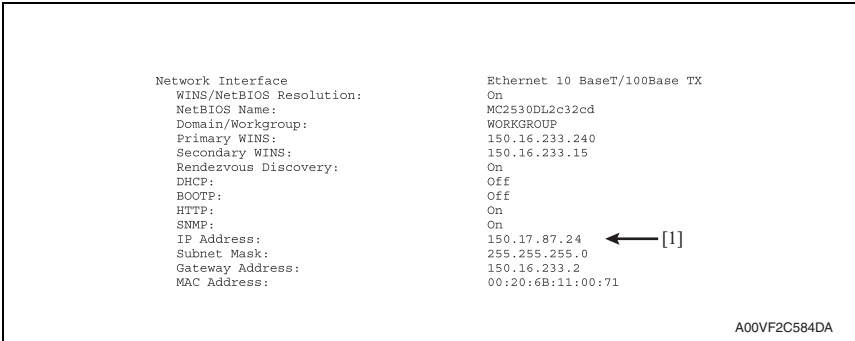 Network Interface Ethernet 10 BaseT/100Base TX
WINS/NetBIOS Resolution: On
NetBIOS Name: MC2530DL2c32cd
Domain/Workgroup: WORKGROUP
Primary WINS: 150.16.233.240
Secondary WINS: 150.16.233.15
Rendezvous Discovery: On
DHCP: Off
BOOTP: Off
HTTP: On
SNMP: On
IP Address: 150.17.87.24 [1]
Subnet Mask: 255.255.255.0
Gateway Address: 150.16.233.2
MAC Address: 00:20:6B:11:00:71
A00VF2C584DA